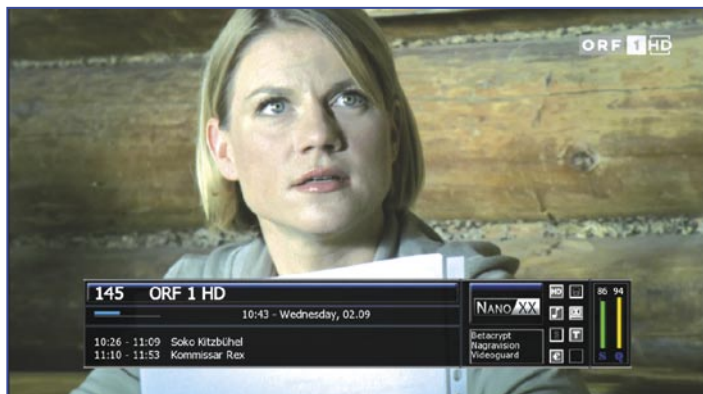 ORF 1 HD
145 ORF 1 HD
10:43 - Wednesday, 02.09
10:26 - 11:09 Soko Kitzbühel
11:10 - 11:53 Kommissar Rex
NANO XX
Betacrypt
Nagravision
Videoguard
HD
T
€
86 94
S Q